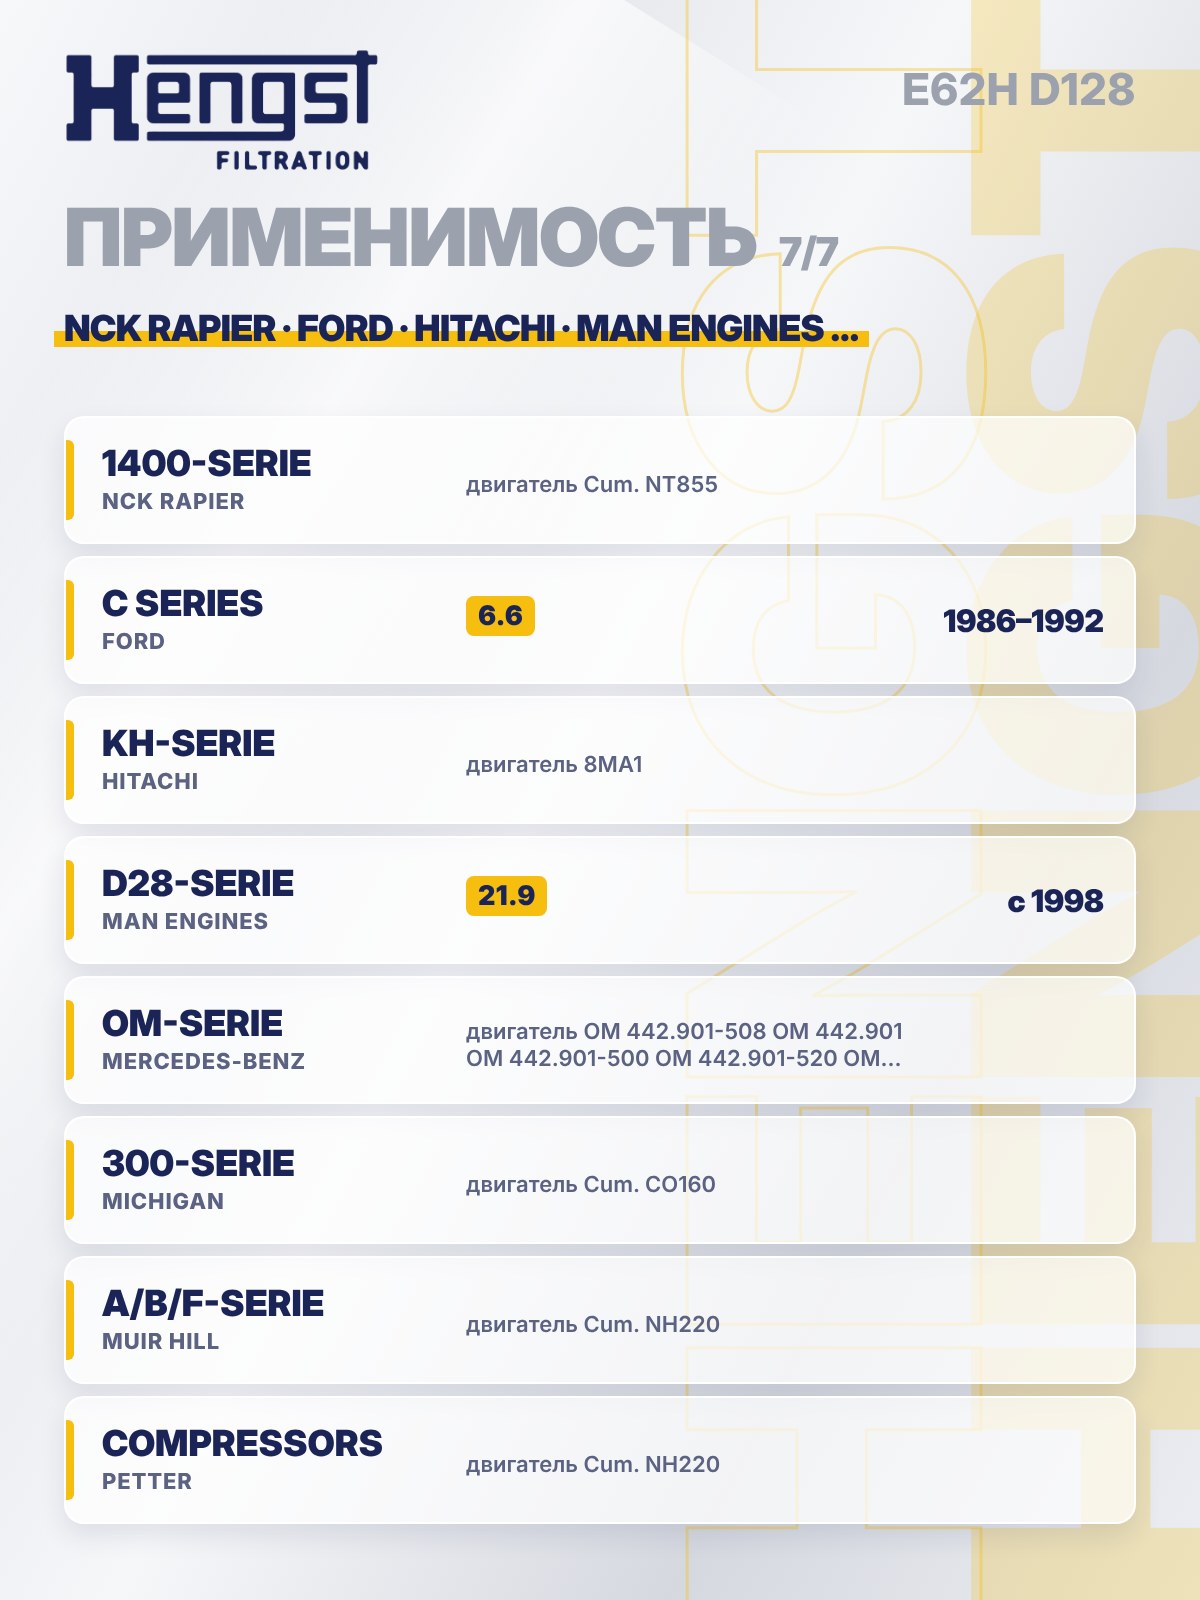 Hengst
FILTRATION
E62H D128
ПРИМЕНИМОСТЬ 7/7
NCK RAPIER · FORD · HITACHI · MAN ENGINES ...
1400-SERIE
NCK RAPIER
двигатель Cum. NT855
C SERIES
FORD
6.6
1986–1992
KH-SERIE
HITACHI
двигатель 8MA1
D28-SERIE
MAN ENGINES
21.9
с 1998
OM-SERIE
MERCEDES-BENZ
двигатель OM 442.901-508 OM 442.901
OM 442.901-500 OM 442.901-520 OM...
300-SERIE
MICHIGAN
двигатель Cum. CO160
A/B/F-SERIE
MUIR HILL
двигатель Cum. NH220
COMPRESSORS
PETTER
двигатель Cum. NH220
HENGST
HENGST